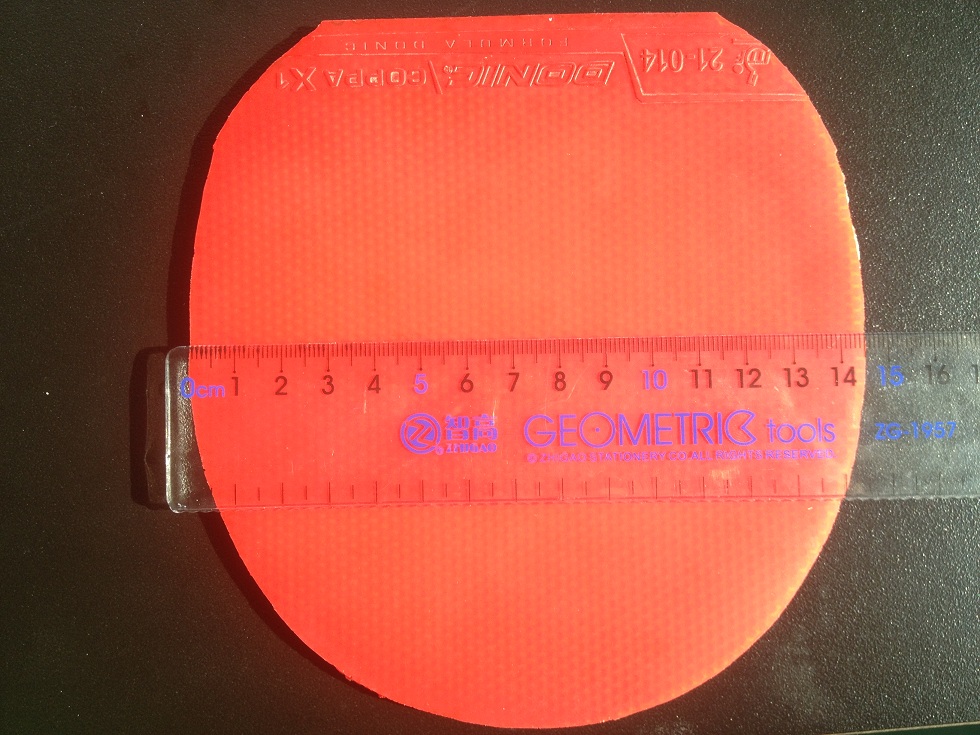 FORMULA DONIC
DONIC COPPA X1
21-014
0cm 1 2 3 4 5 6 7 8 9 10 11 12 13 14 15 16
智高 GEOMETRIC tools ZG-1957
ZHIGAO